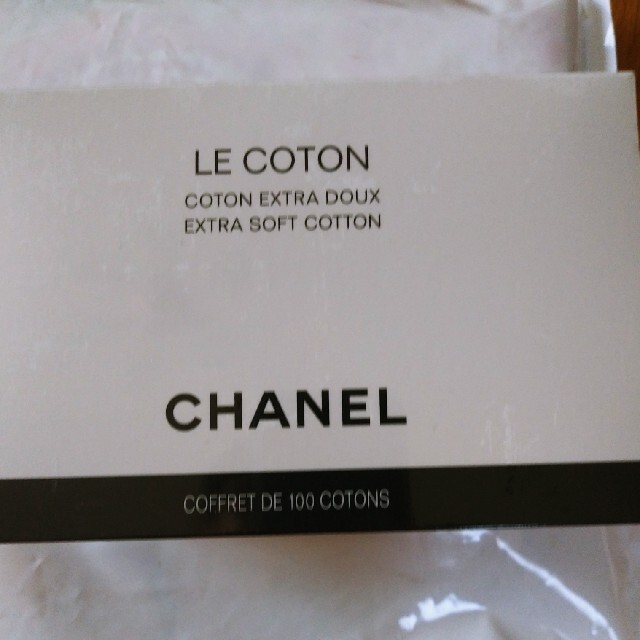 LE COTON
COTON EXTRA DOUX
EXTRA SOFT COTTON
CHANEL
COFFRET DE 100 COTONS